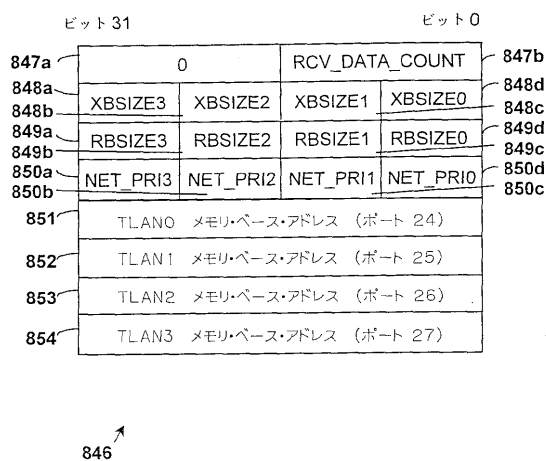 ビット 31 ビット 0
847a 0 RCV_DATA_COUNT 847b
848a XBSIZE3 XBSIZE2 XBSIZE1 XBSIZE0 848d
848b 848c
849a RBSIZE3 RBSIZE2 RBSIZE1 RBSIZE0 849d
849b 849c
850a NET_PRI3 NET_PRI2 NET_PRI1 NET_PRI0 850d
850b 850c
851 TLAN0 メモリ・ベース・アドレス (ポート 24)
852 TLAN1 メモリ・ベース・アドレス (ポート 25)
853 TLAN2 メモリ・ベース・アドレス (ポート 26)
854 TLAN3 メモリ・ベース・アドレス (ポート 27)
846